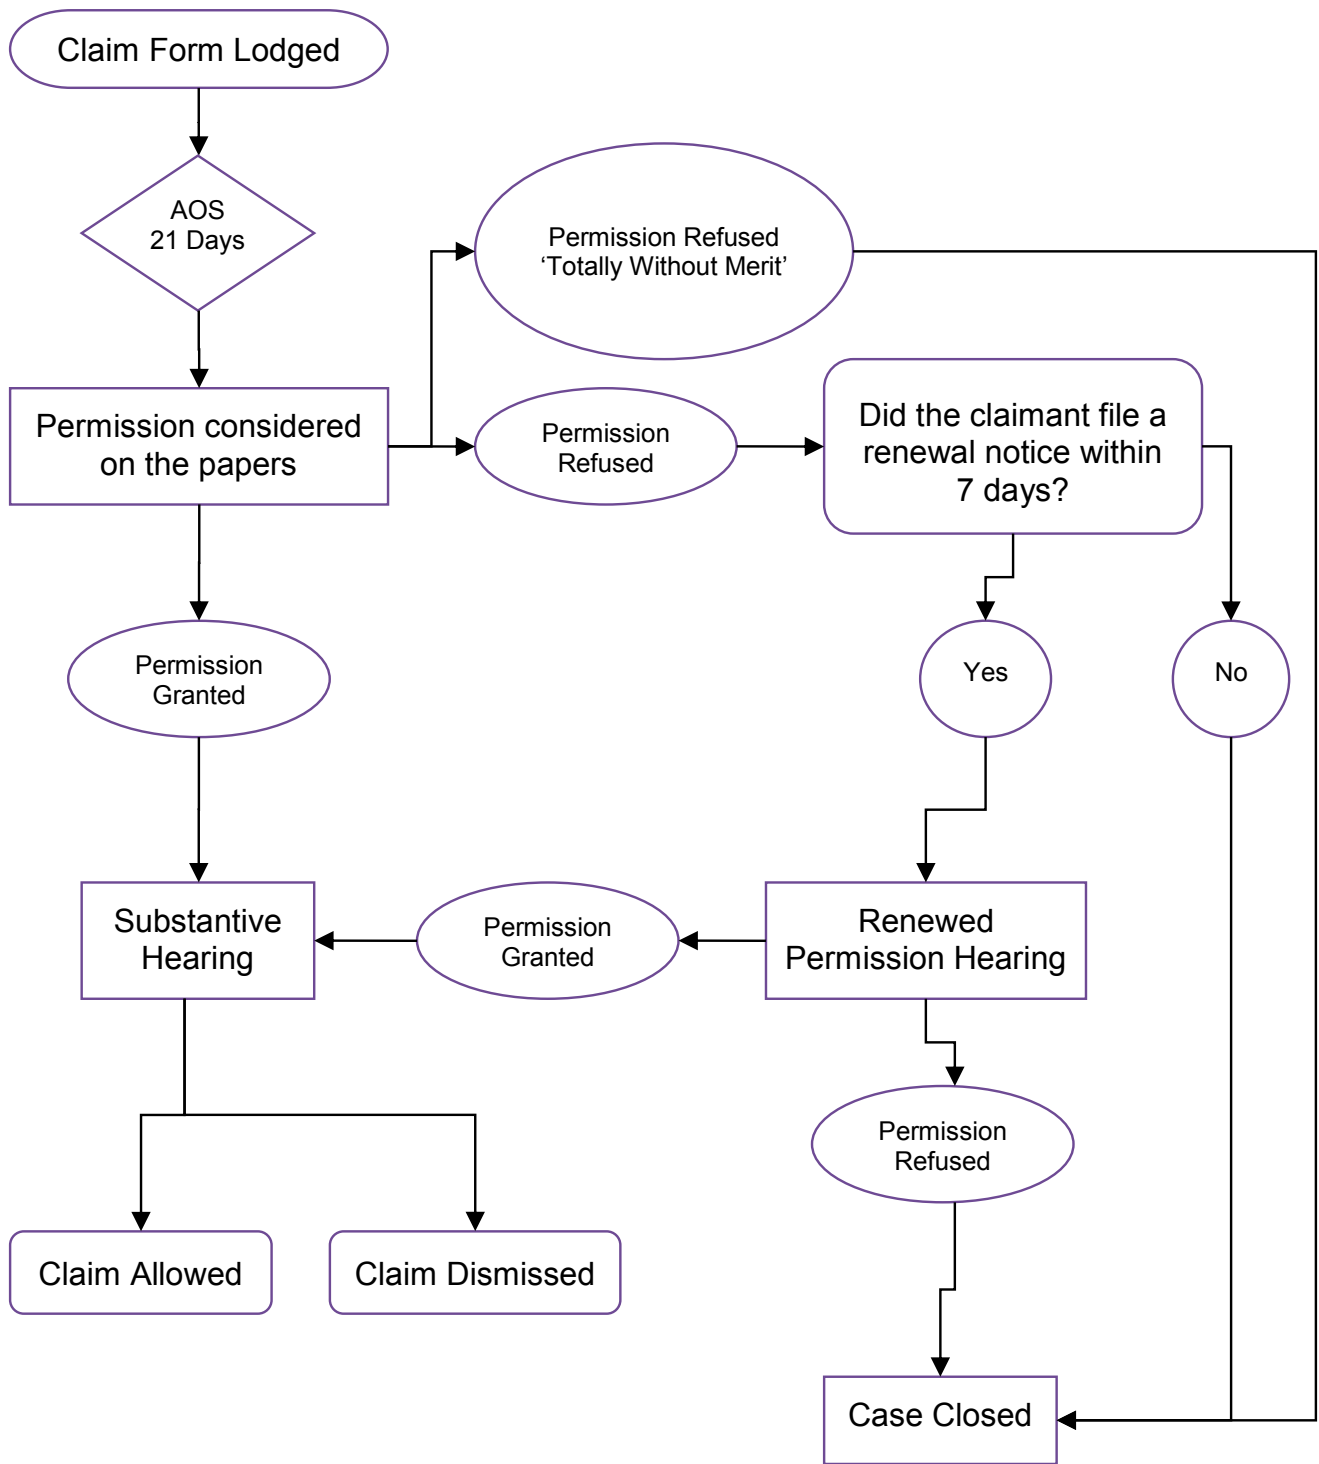 Claim Form Lodged
AOS
21 Days
Permission Refused
‘Totally Without Merit’
Permission considered
on the papers
Permission
Refused
Did the claimant file a
renewal notice within
7 days?
Permission
Granted
Yes
No
Substantive
Hearing
Permission
Granted
Renewed
Permission Hearing
Permission
Refused
Claim Allowed
Claim Dismissed
Case Closed